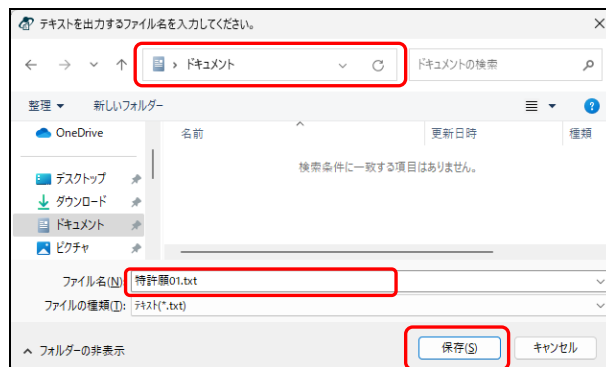 テキストを出力するファイル名を入力してください。
ドキュメント
ドキュメントの検索
整理
新しいフォルダー
OneDrive
名前
更新日時
種類
検索条件に一致する項目はありません。
デスクトップ
ダウンロード
ドキュメント
ピクチャ
ファイル名(N):
特許願01.txt
ファイルの種類(T):
テキスト(*.txt)
フォルダーの非表示
保存(S)
キャンセル